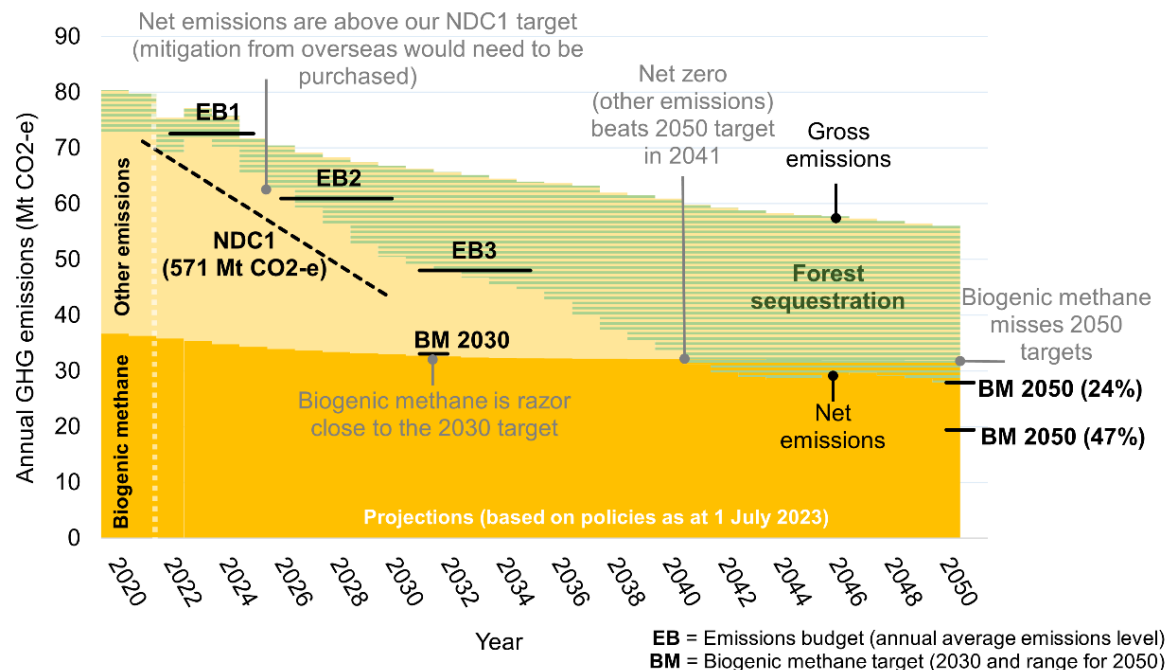 Net emissions are above our NDC1 target
(mitigation from overseas would need to be
purchased)
Net zero
(other emissions)
beats 2050 target
in 2041
Gross
emissions
EB1
EB2
EB3
NDC1
(571 Mt CO2-e)
Forest
sequestration
Biogenic methane
misses 2050
targets
BM 2030
Biogenic methane is razor
close to the 2030 target
Net
emissions
BM 2050 (24%)
BM 2050 (47%)
Other emissions
Biogenic methane
Projections (based on policies as at 1 July 2023)
Annual GHG emissions (Mt CO2-e)
90
80
70
60
50
40
30
20
10
0
2020
2022
2024
2026
2028
2030
2032
2034
2036
2038
2040
2042
2044
2046
2048
2050
Year
EB = Emissions budget (annual average emissions level)
BM = Biogenic methane target (2030 and range for 2050)